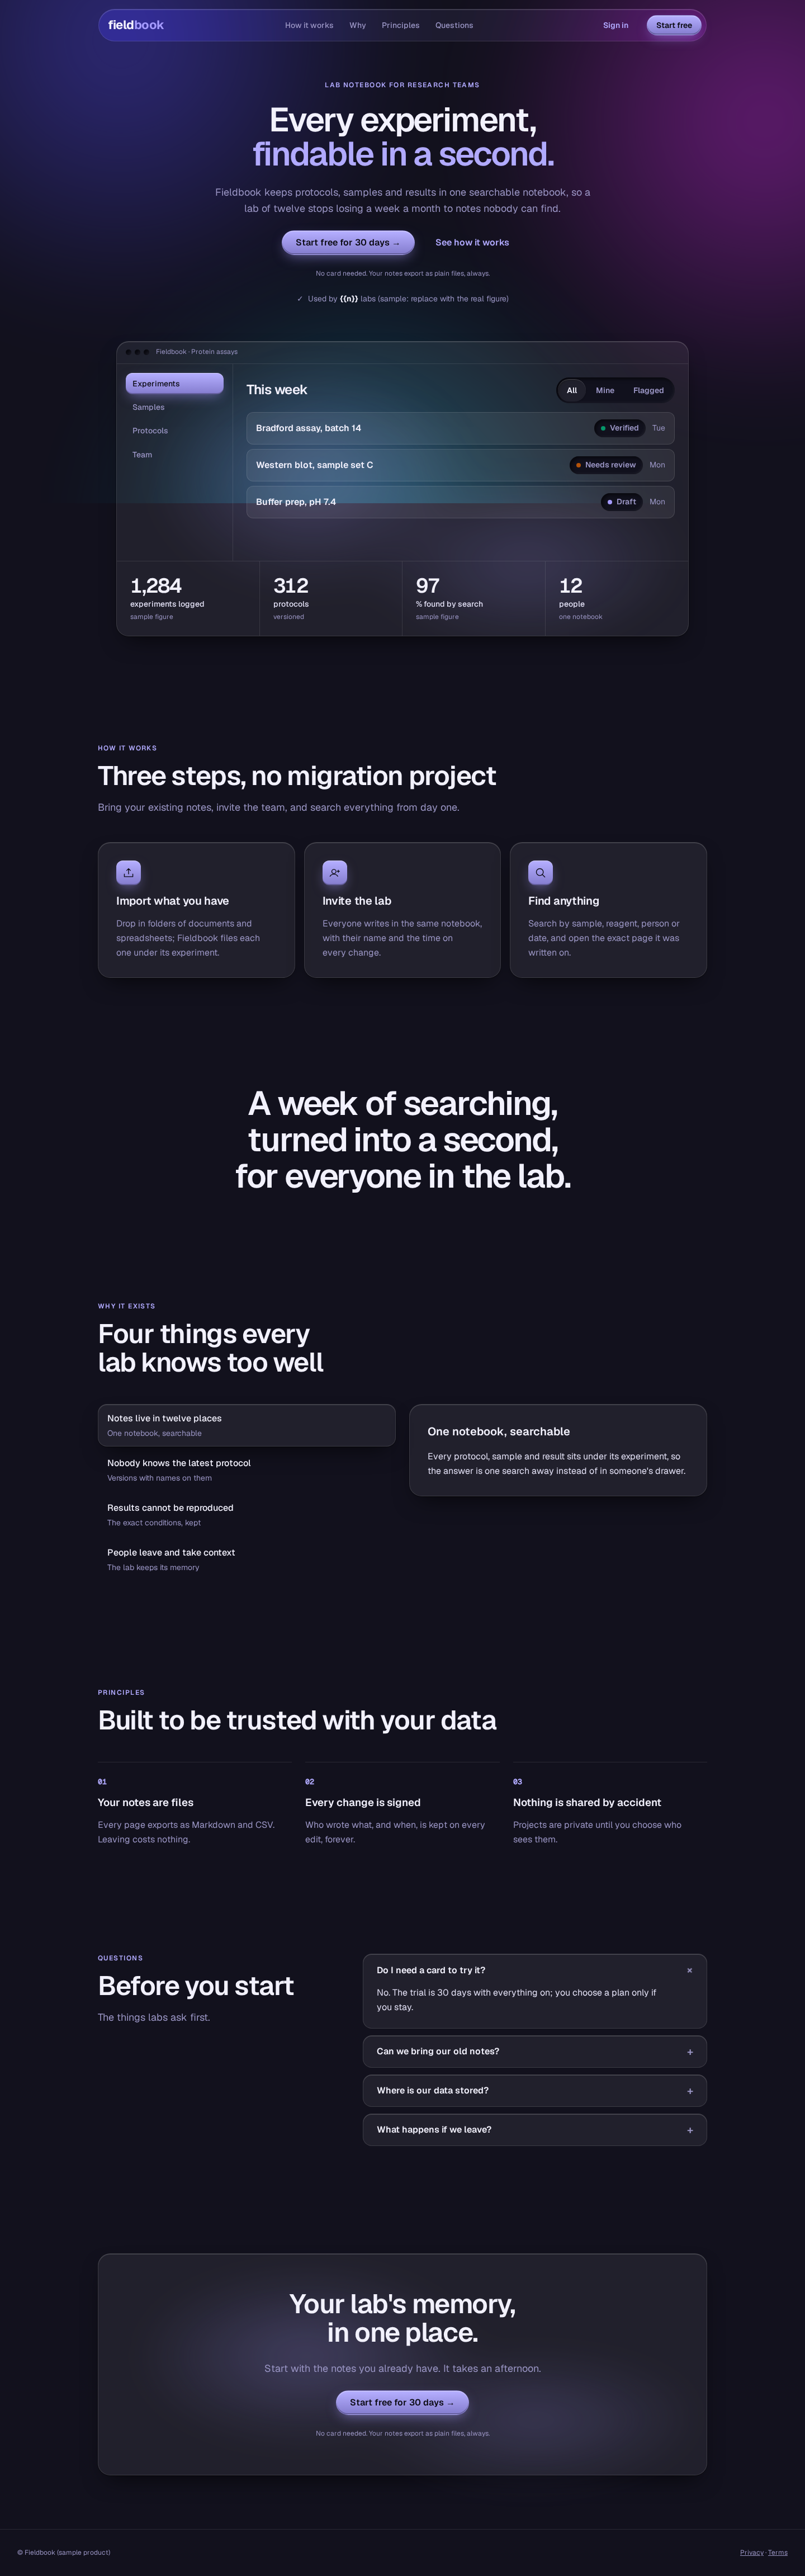 fieldbook
How it works
Why
Principles
Questions
Sign in
Start free
LAB NOTEBOOK FOR RESEARCH TEAMS
Every experiment,
findable in a second.
Fieldbook keeps protocols, samples and results in one searchable notebook, so a
lab of twelve stops losing a week a month to notes nobody can find.
Start free for 30 days →
See how it works
No card needed. Your notes export as plain files, always.
✓ Used by {{n}} labs (sample: replace with the real figure)
Fieldbook · Protein assays
Experiments
Samples
Protocols
Team
This week
All
Mine
Flagged
Bradford assay, batch 14
Verified
Tue
Western blot, sample set C
Needs review
Mon
Buffer prep, pH 7.4
Draft
Mon
1,284
experiments logged
sample figure
312
protocols
versioned
97
% found by search
sample figure
12
people
one notebook
HOW IT WORKS
Three steps, no migration project
Bring your existing notes, invite the team, and search everything from day one.
Import what you have
Drop in folders of documents and
spreadsheets; Fieldbook files each
one under its experiment.
Invite the lab
Everyone writes in the same notebook,
with their name and the time on
every change.
Find anything
Search by sample, reagent, person or
date, and open the exact page it was
written on.
A week of searching,
turned into a second,
for everyone in the lab.
WHY IT EXISTS
Four things every
lab knows too well
Notes live in twelve places
One notebook, searchable
Nobody knows the latest protocol
Versions with names on them
Results cannot be reproduced
The exact conditions, kept
People leave and take context
The lab keeps its memory
One notebook, searchable
Every protocol, sample and result sits under its experiment, so
the answer is one search away instead of in someone's drawer.
PRINCIPLES
Built to be trusted with your data
01
Your notes are files
Every page exports as Markdown and CSV.
Leaving costs nothing.
02
Every change is signed
Who wrote what, and when, is kept on every
edit, forever.
03
Nothing is shared by accident
Projects are private until you choose who
sees them.
QUESTIONS
Before you start
The things labs ask first.
Do I need a card to try it?
No. The trial is 30 days with everything on; you choose a plan only if
you stay.
Can we bring our old notes?
Where is our data stored?
What happens if we leave?
Your lab's memory,
in one place.
Start with the notes you already have. It takes an afternoon.
Start free for 30 days →
No card needed. Your notes export as plain files, always.
© Fieldbook (sample product)
Privacy · Terms